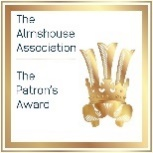 The
Almshouse
Association
The
Patron's
Award